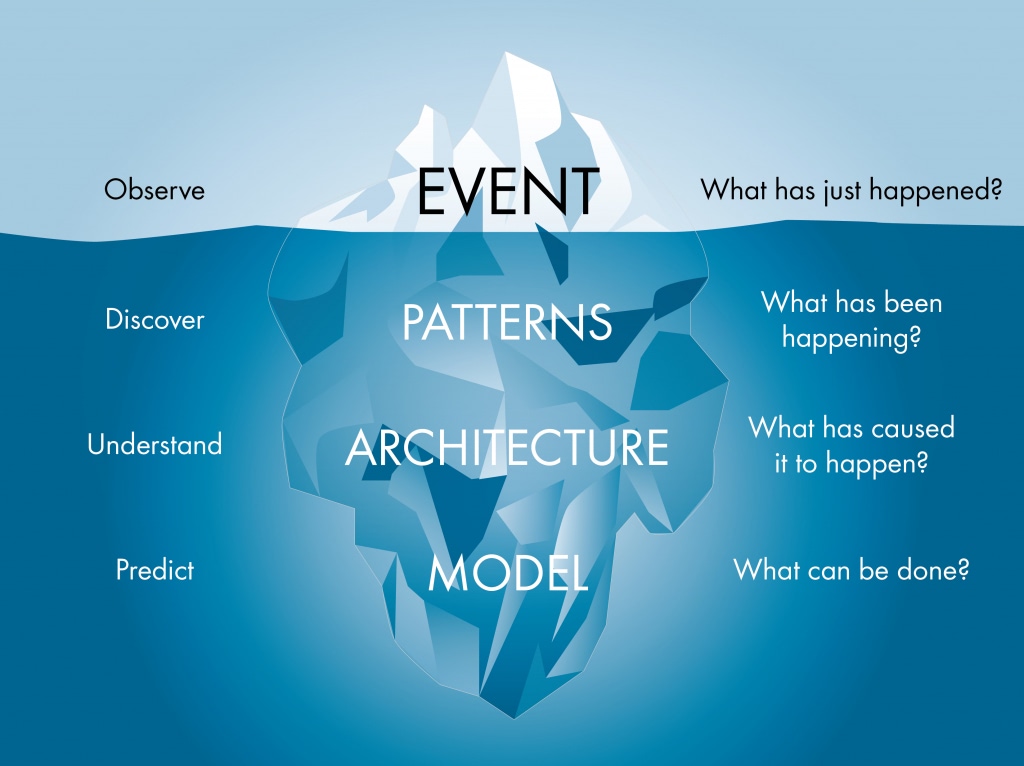 Observe
EVENT
What has just happened?
Discover
PATTERNS
What has been
happening?
Understand
ARCHITECTURE
What has caused
it to happen?
Predict
MODEL
What can be done?